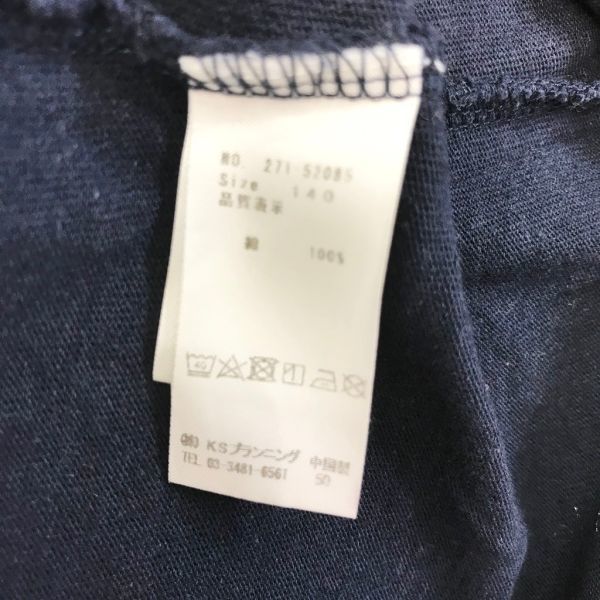 NO. 271-52085
Size 140
品質表示
綿 100%
40
(株) KSプランニング 中国製
TEL 03-3481-6561 50